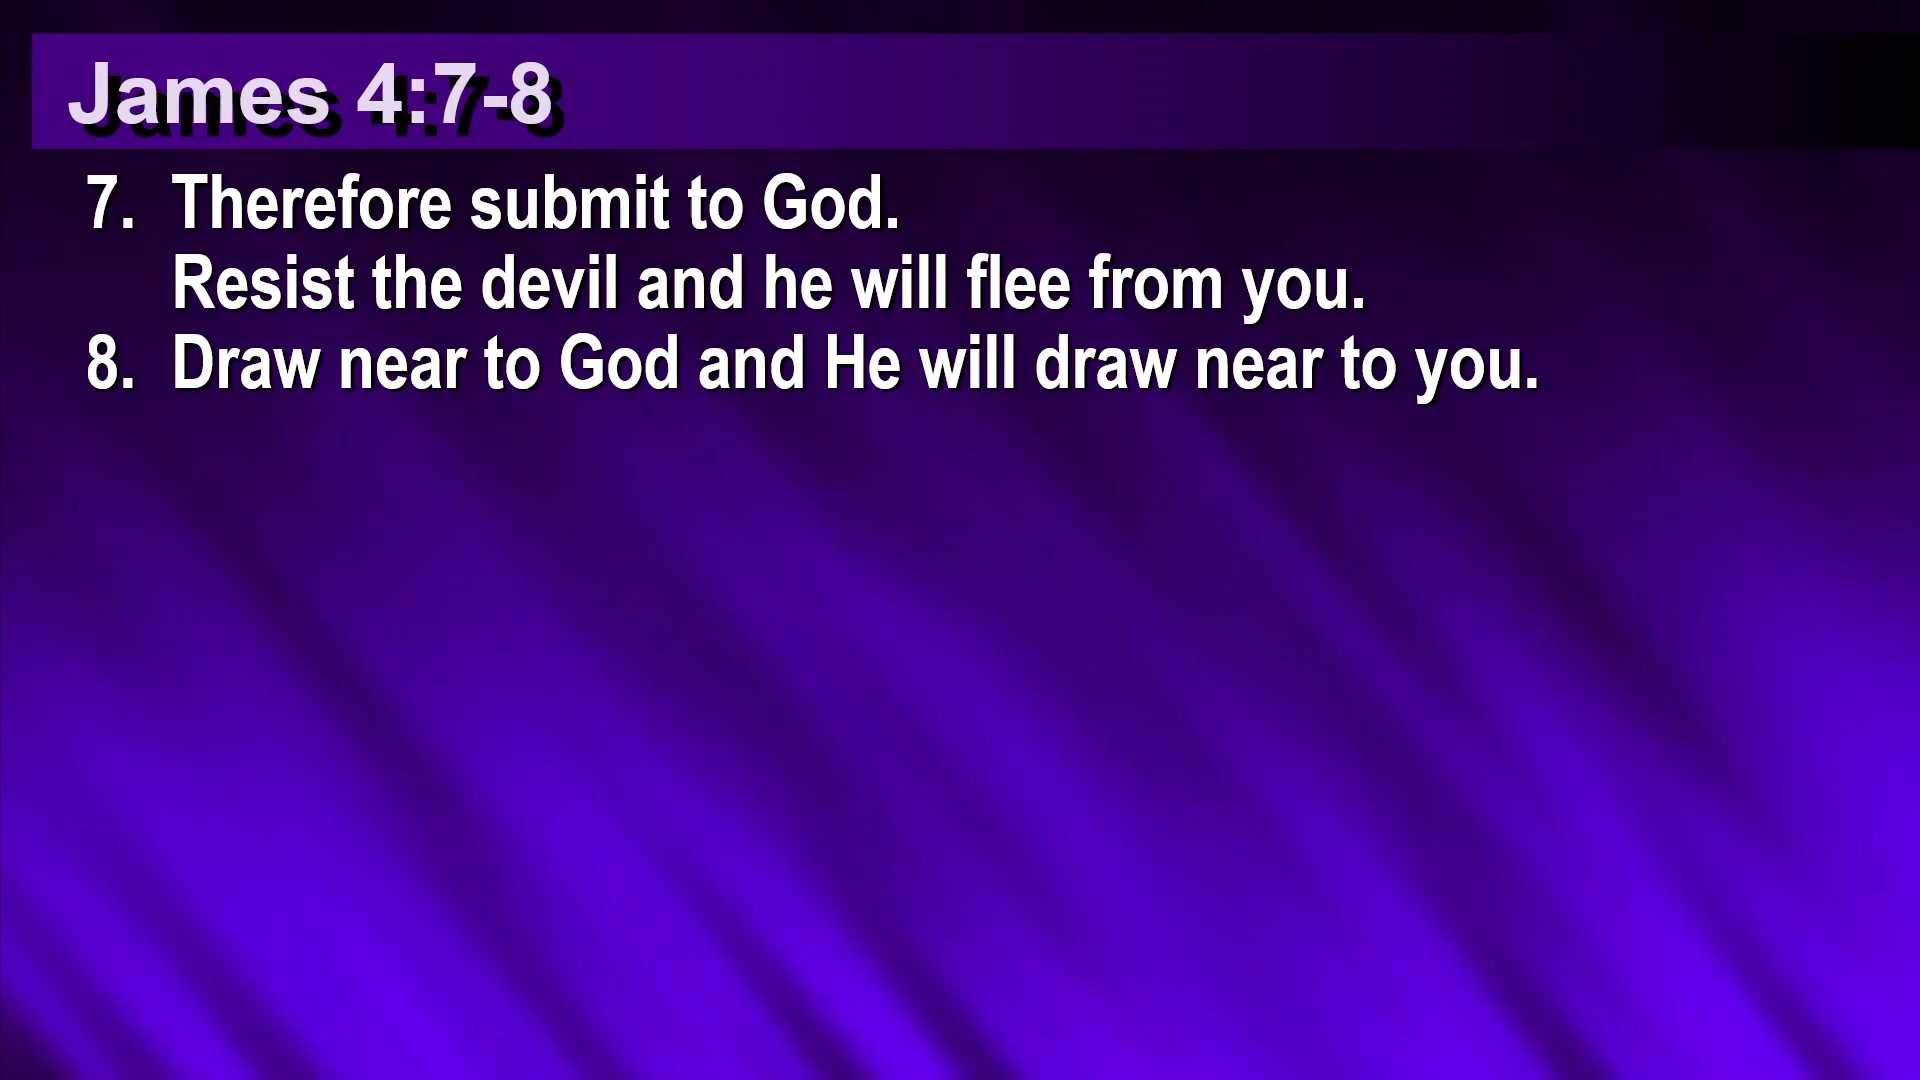 James 4:7-8
7. Therefore submit to God.
Resist the devil and he will flee from you.
8. Draw near to God and He will draw near to you.